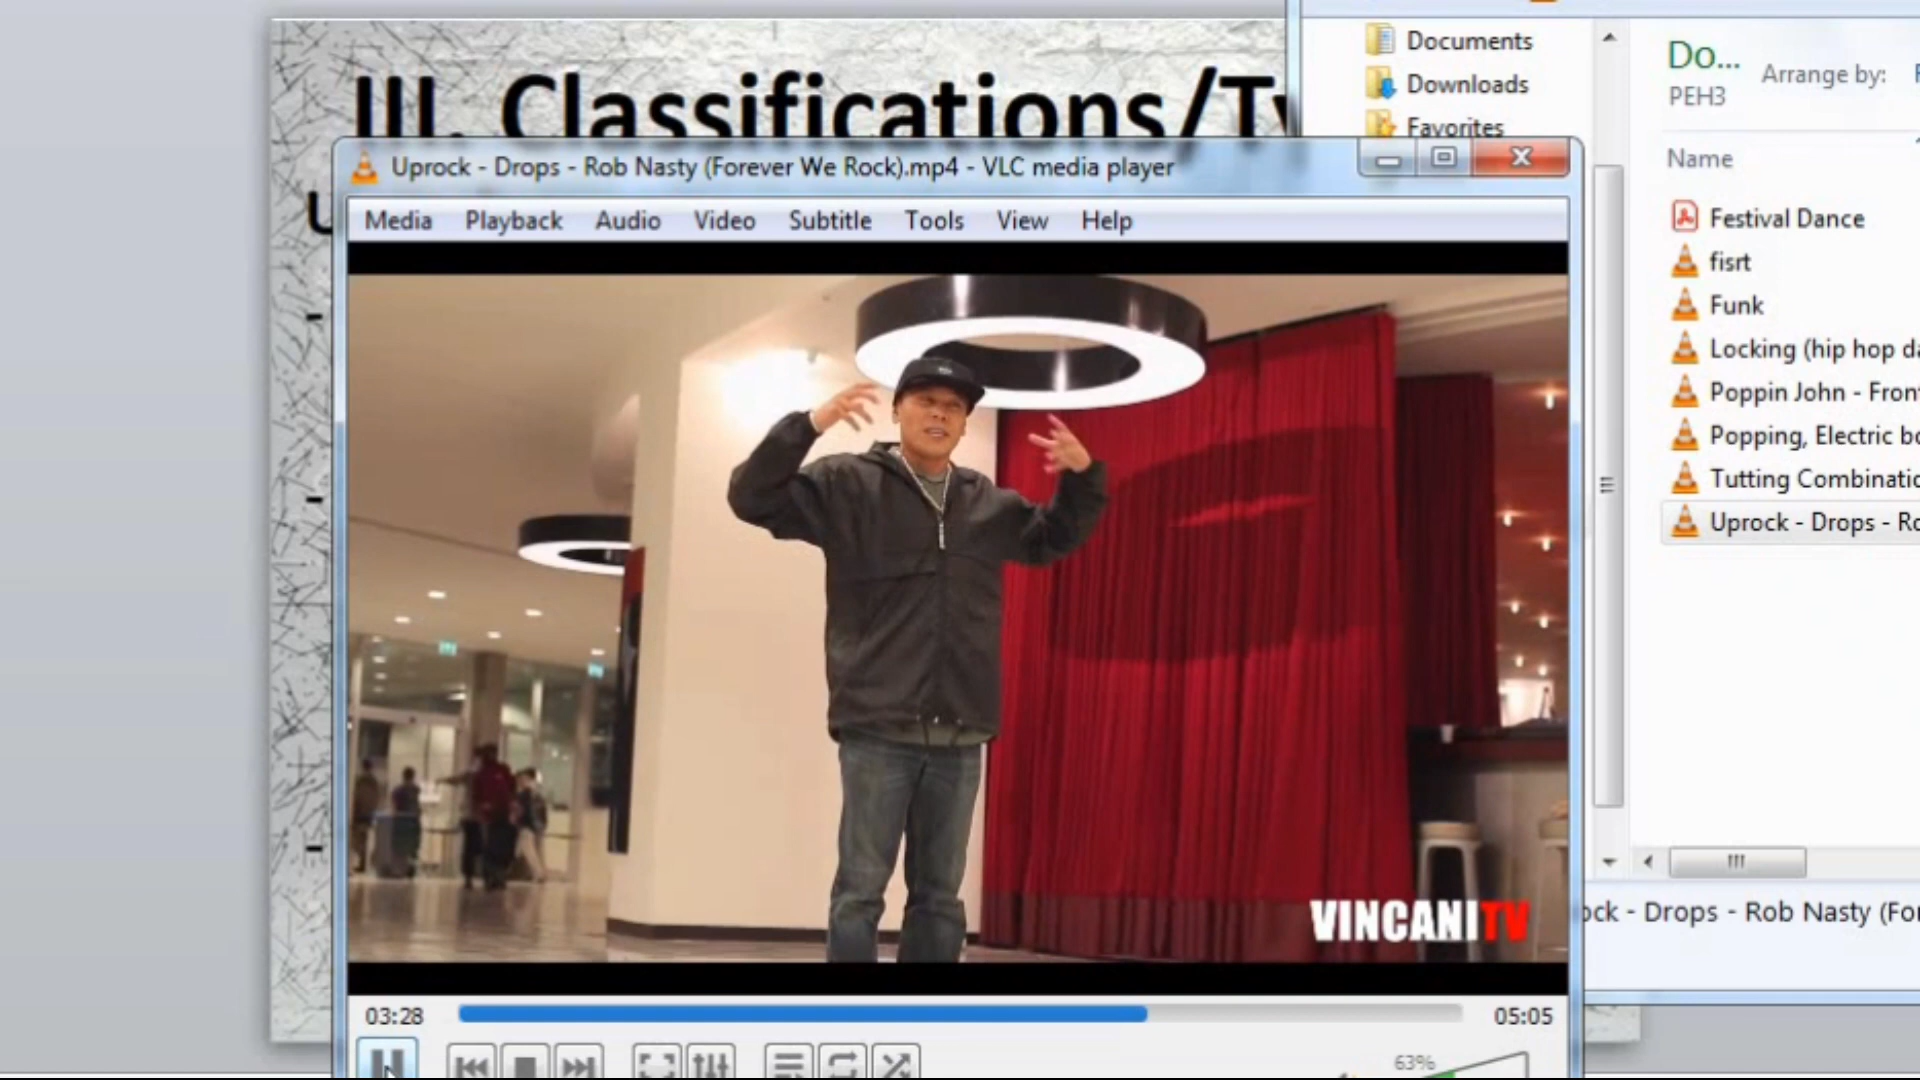 III. Classifications/Ty
Uprock - Drops - Rob Nasty (Forever We Rock).mp4 - VLC media player
Media Playback Audio Video Subtitle Tools View Help
VINCANITV
03:28
05:05
63%
Documents
Downloads
Favorites
Do...
PEH3
Arrange by:
Name
Festival Dance
fisrt
Funk
Locking (hip hop da
Poppin John - Fron
Popping, Electric bo
Tutting Combinatio
Uprock - Drops - Ro
ock - Drops - Rob Nasty (For